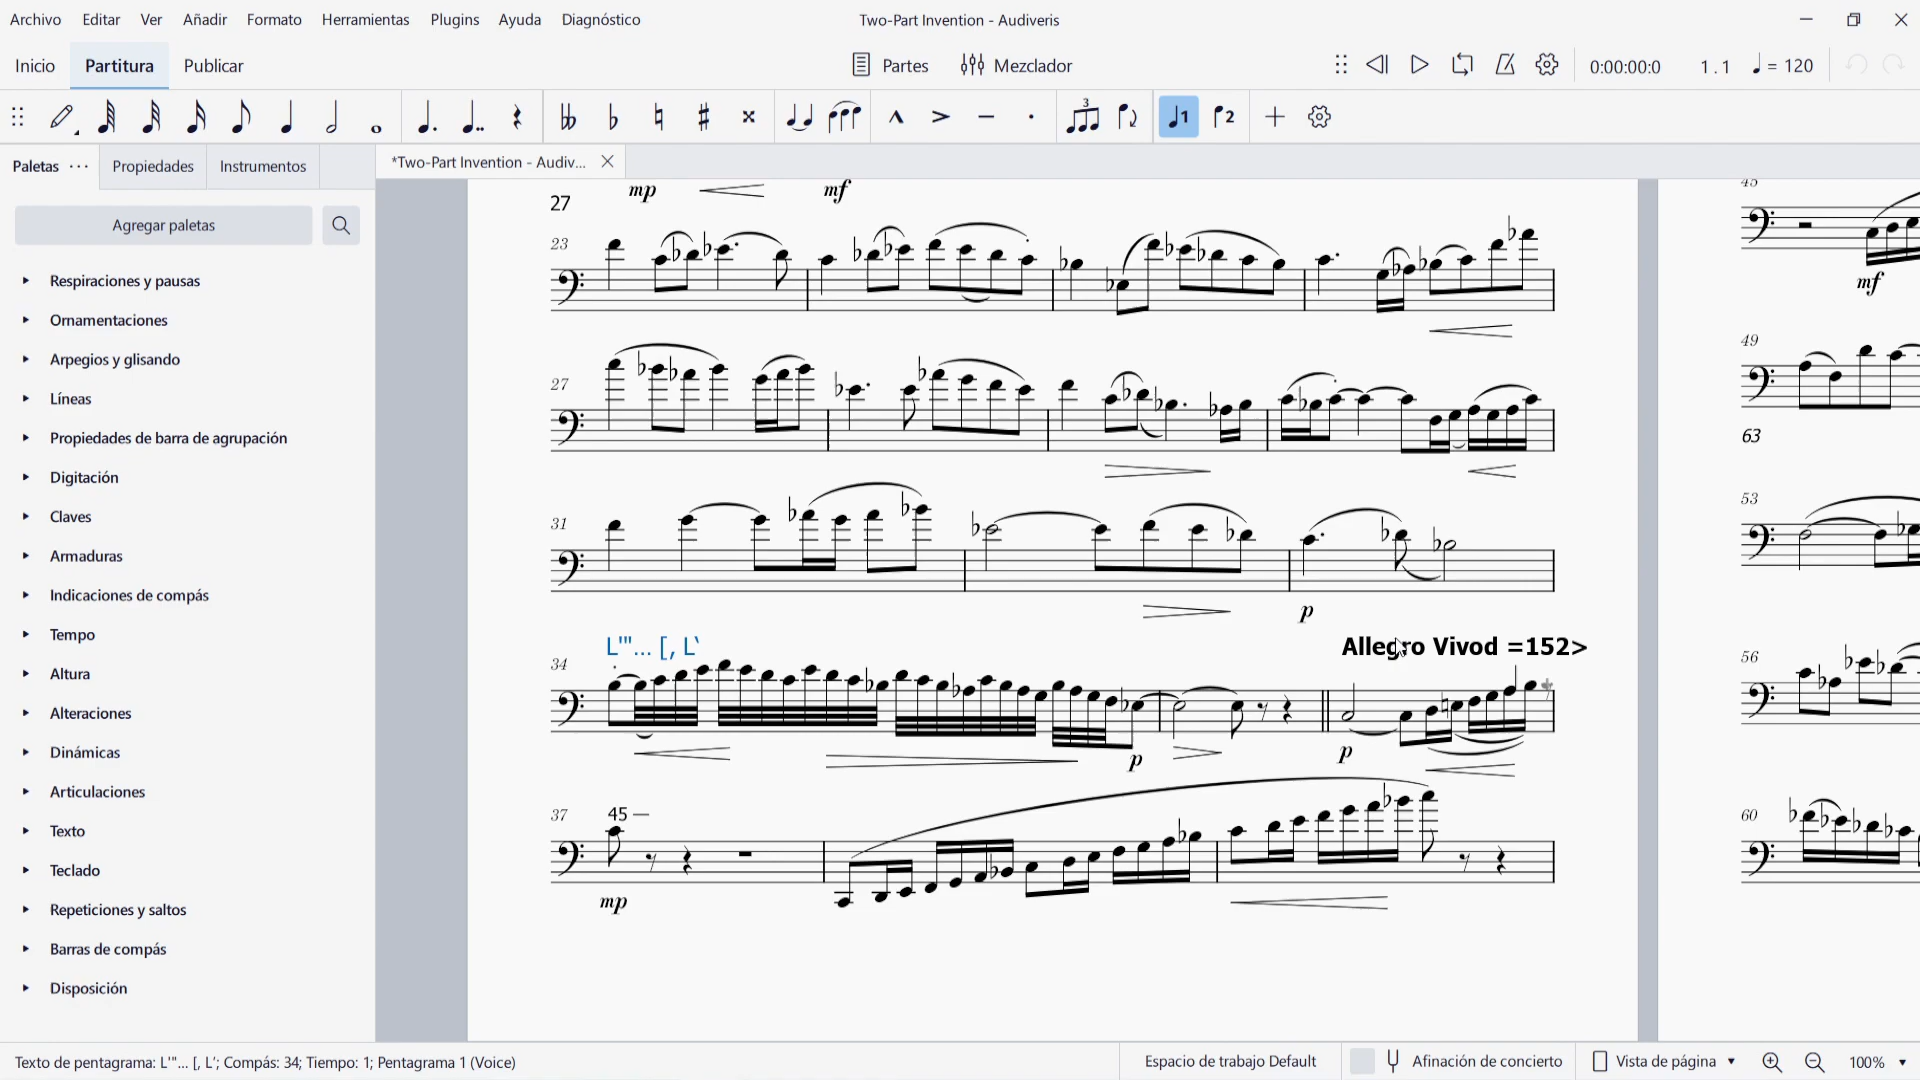 Archivo Editar Ver Añadir Formato Herramientas Plugins Ayuda Diagnóstico Two-Part Invention - Audiveris
Inicio Partitura Publicar Partes Mezclador 0:00:00:0 1 . 1 = 120
3 1 2
Paletas ··· Propiedades Instrumentos *Two-Part Invention - Audiv...
Agregar paletas
Respiraciones y pausas
Ornamentaciones
Arpegios y glisando
Líneas
Propiedades de barra de agrupación
Digitación
Claves
Armaduras
Indicaciones de compás
Tempo
Altura
Alteraciones
Dinámicas
Articulaciones
Texto
Teclado
Repeticiones y saltos
Barras de compás
Disposición
mp mf
27
23
27
31
p
L'"... [, L‵ Allegro Vivod =152>
34
p p
37 45 —
mp
45
mf
49
63
53
56
60
Texto de pentagrama: L'"... [, L‘; Compás: 34; Tiempo: 1; Pentagrama 1 (Voice) Espacio de trabajo Default Afinación de concierto Vista de página 100%